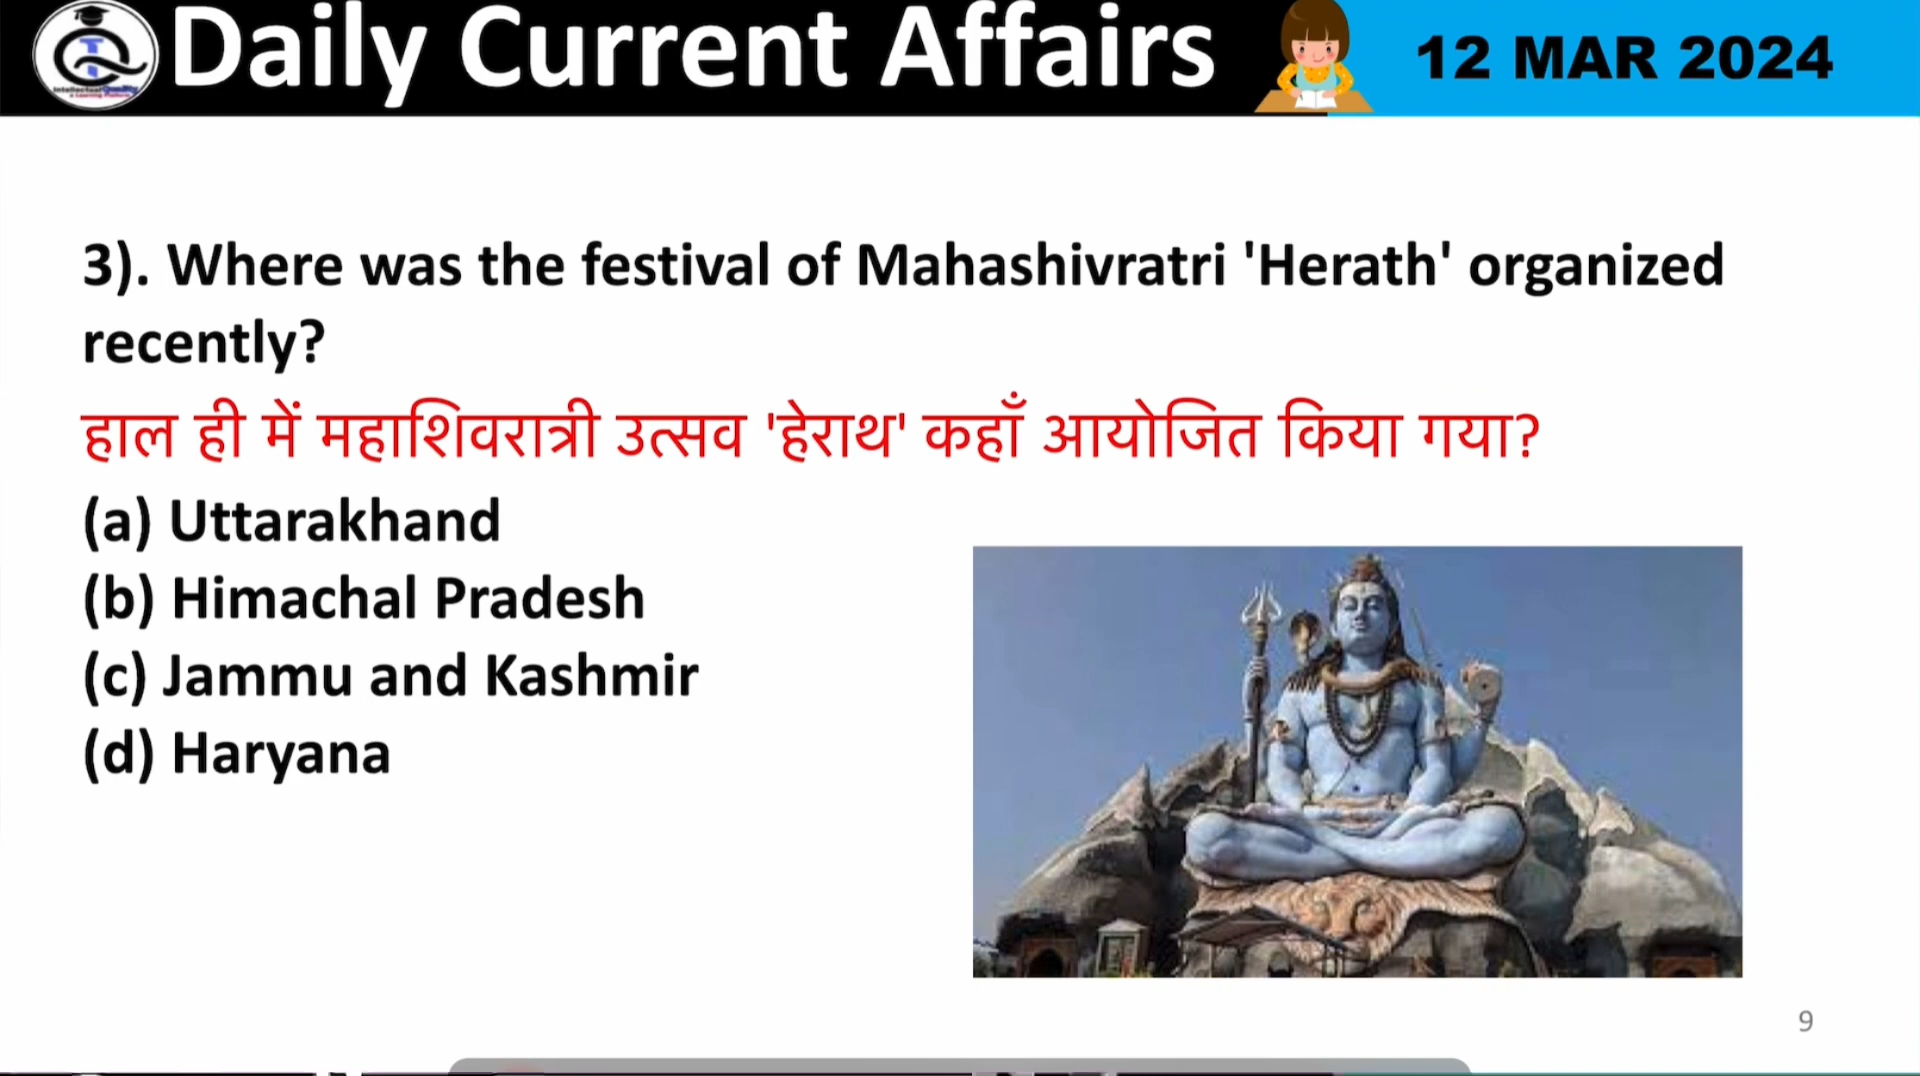 Daily Current Affairs
12 MAR 2024
3). Where was the festival of Mahashivratri 'Herath' organized
recently?
हाल ही में महाशिवरात्री उत्सव 'हेराथ' कहाँ आयोजित किया गया?
(a) Uttarakhand
(b) Himachal Pradesh
(c) Jammu and Kashmir
(d) Haryana
9